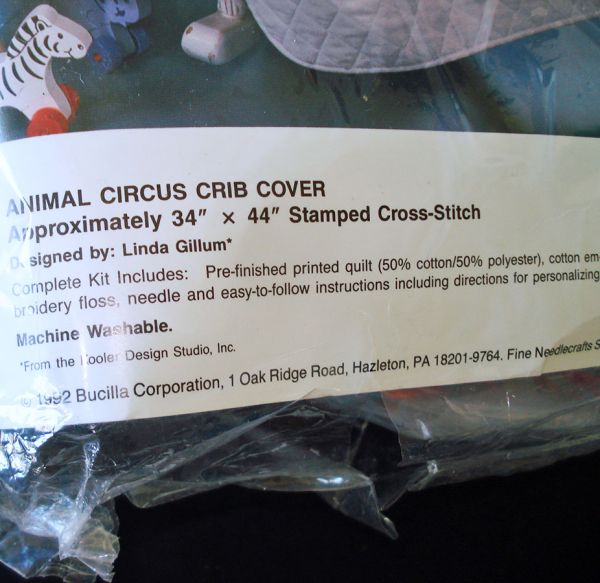 ANIMAL CIRCUS CRIB COVER
Approximately 34" × 44" Stamped Cross-Stitch
Designed by: Linda Gillum*
Complete Kit Includes: Pre-finished printed quilt (50% cotton/50% polyester), cotton em-
broidery floss, needle and easy-to-follow instructions including directions for personalizing
Machine Washable.
*From the Kooler Design Studio, Inc.
© 1992 Bucilla Corporation, 1 Oak Ridge Road, Hazleton, PA 18201-9764. Fine Needlecrafts S